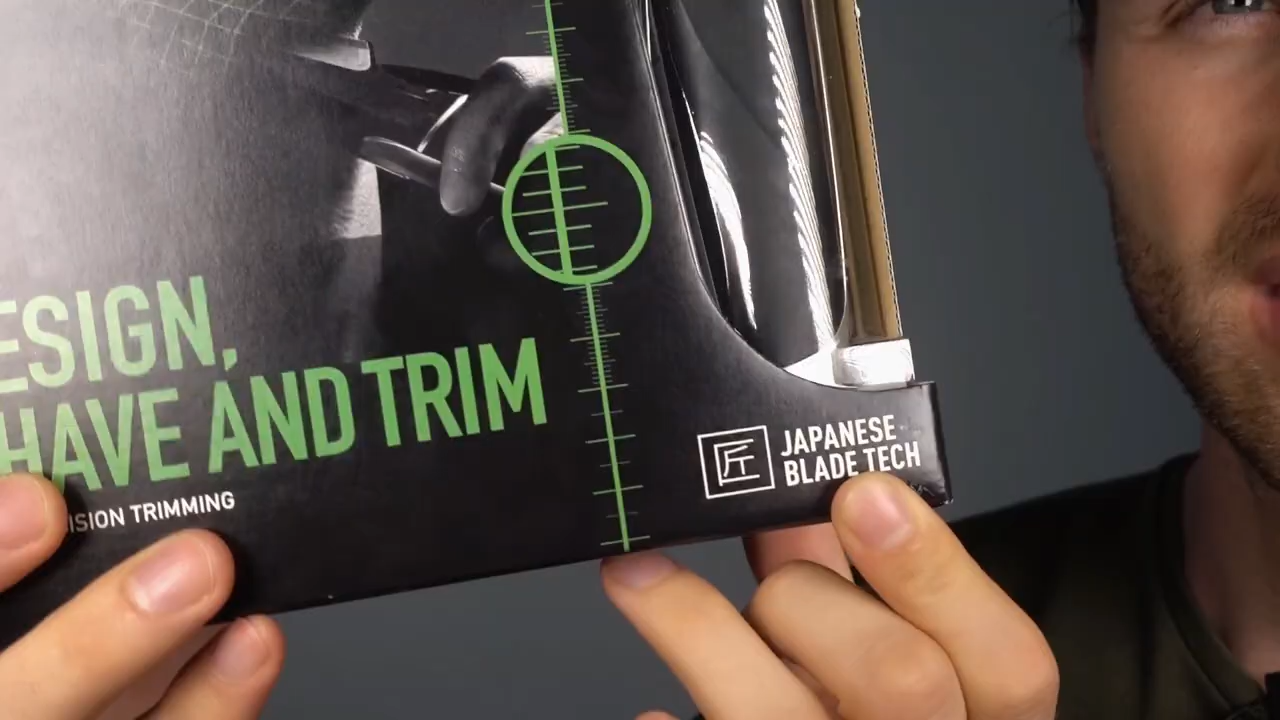 ESIGN,
HAVE AND TRIM
ISION TRIMMING
匠
JAPANESE
BLADE TECH